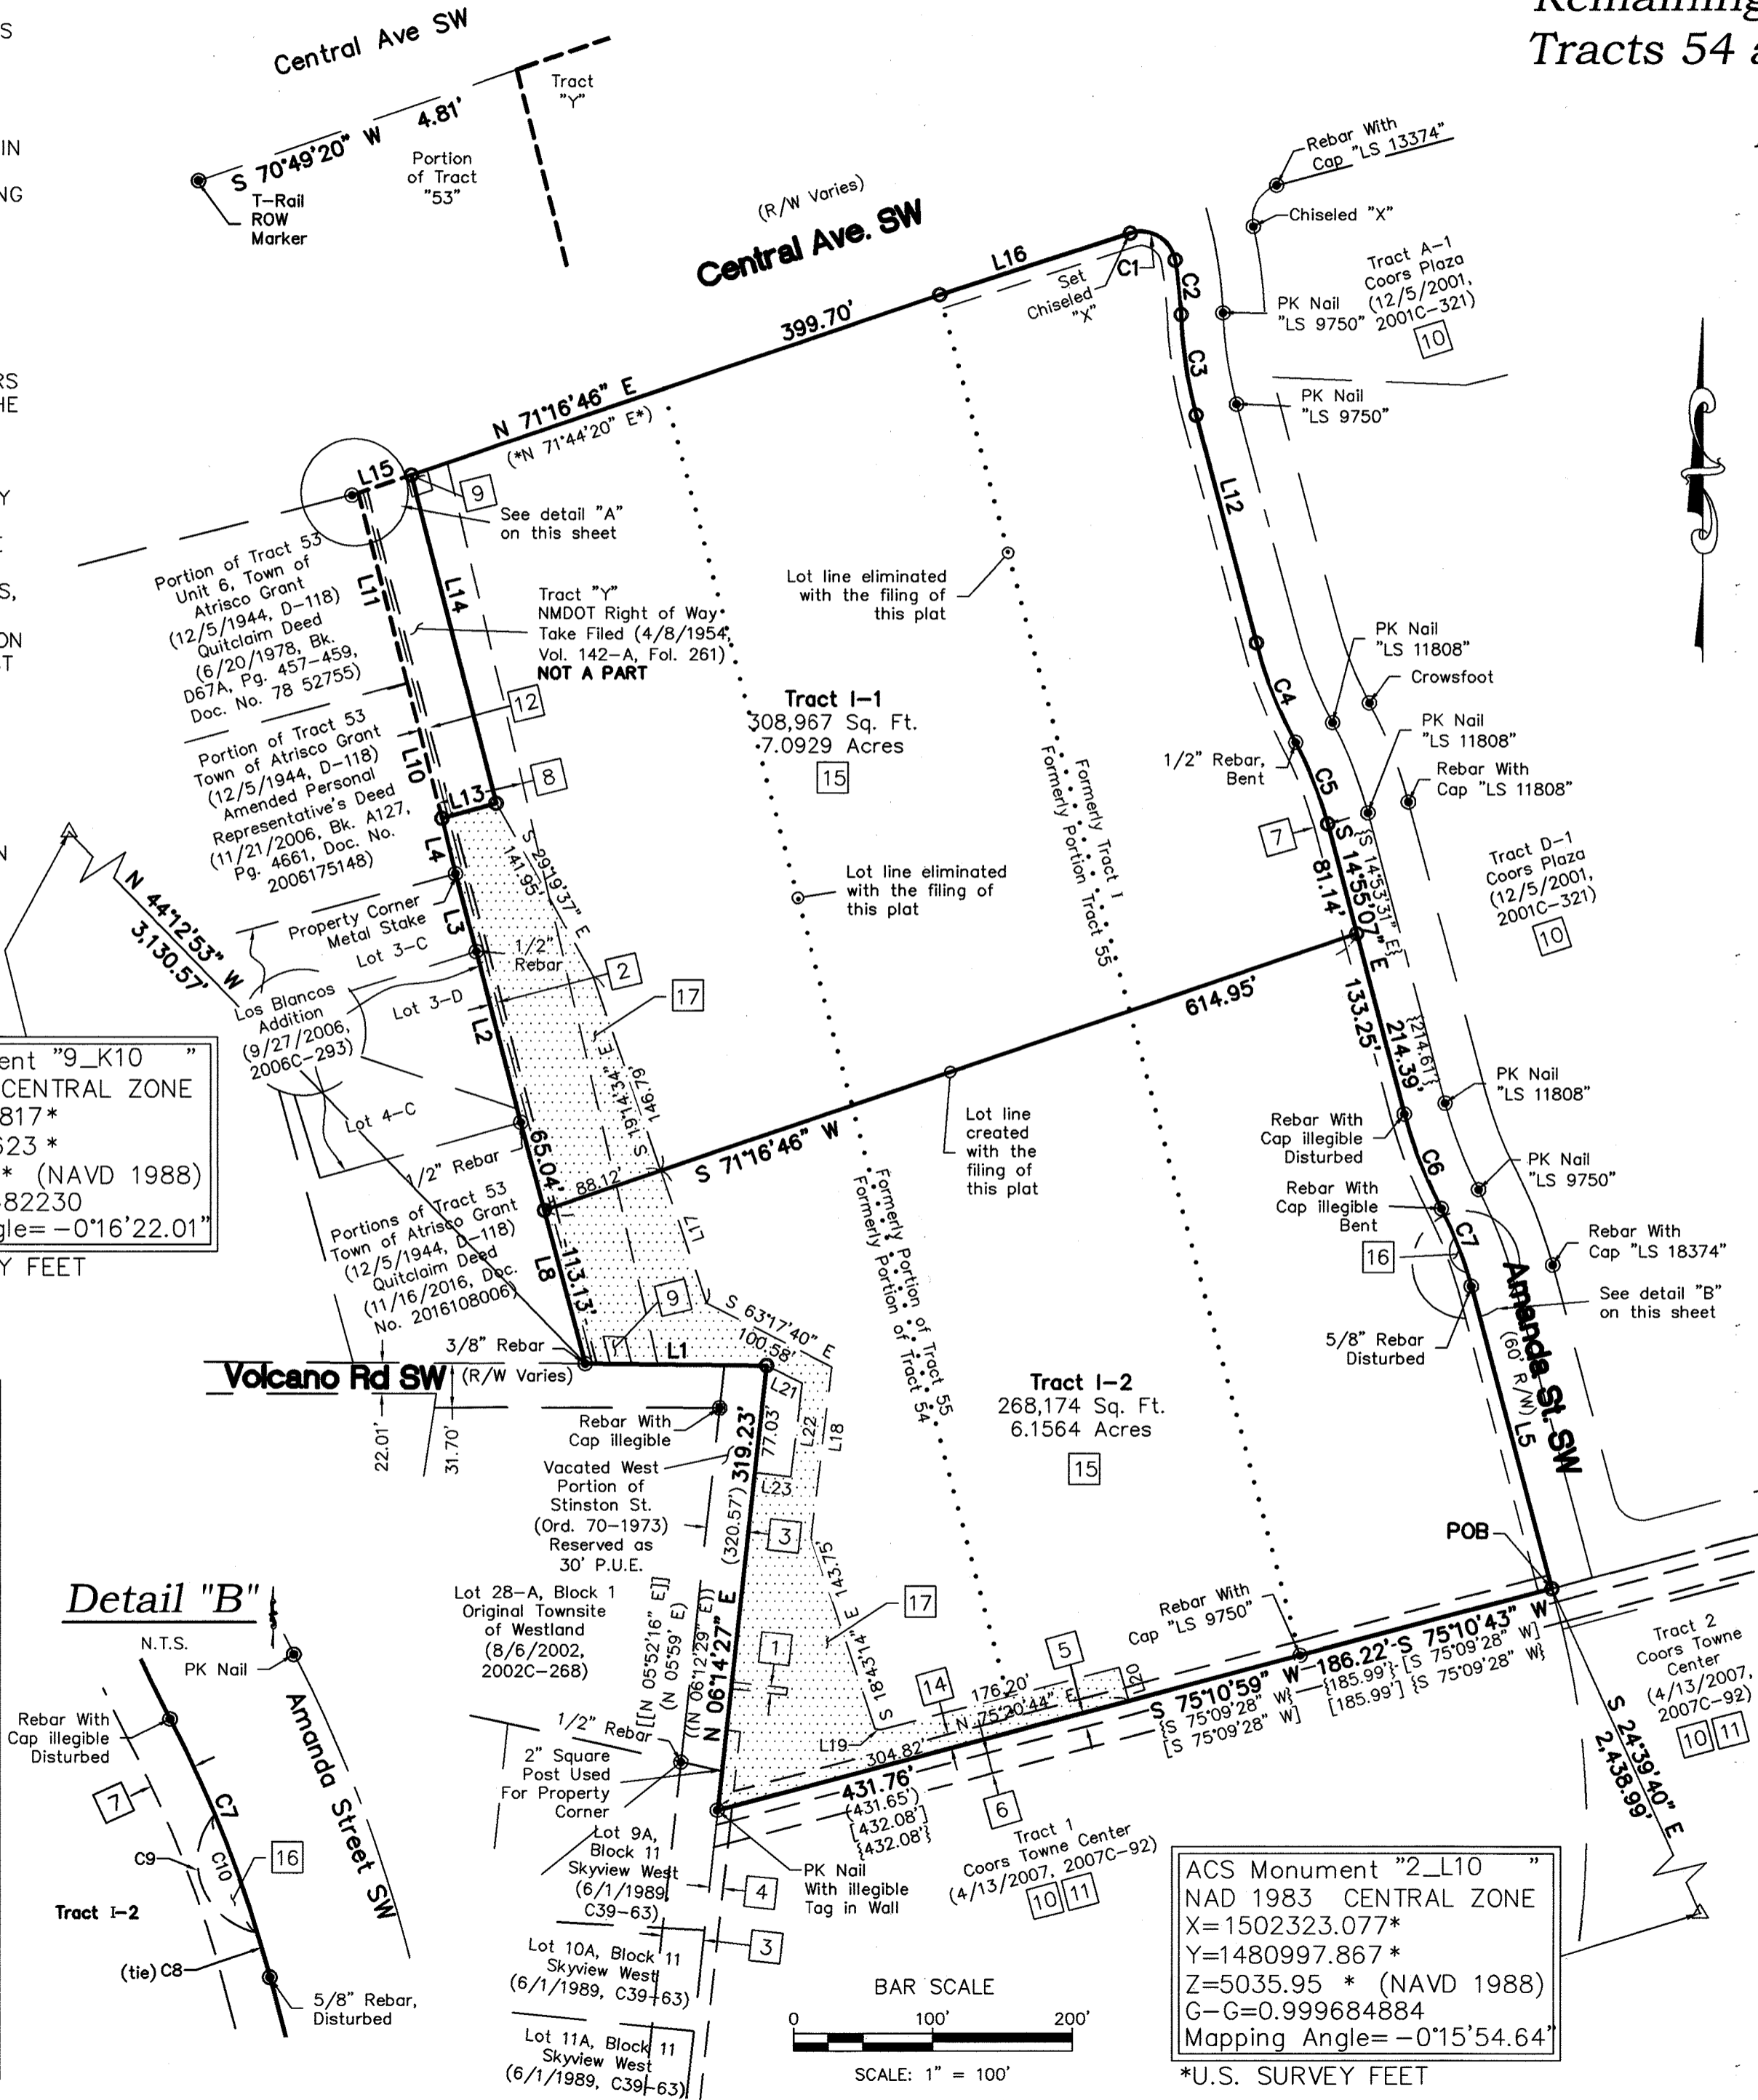 Remaining
Tracts 54 a
S
IN
NG
RS
HE
Y
E
S,
ON
ST
N
Central Ave SW
S 70°49'20" W 4.81'
Tract
"Y"
Portion
of Tract
"53"
T-Rail
ROW
Marker
(R/W Varies)
Central Ave. SW
L16
399.70'
N 71°16'46" E
(*N 71°44'20" E*)
Set
Chiseled
"X"
C1
C2
C3
L12
C4
C5
Rebar With
Cap "LS 13374"
Chiseled "X"
Tract A-1
Coors Plaza
(12/5/2001,
2001C-321)
10
PK Nail
"LS 9750"
PK Nail
"LS 9750"
L15
9
See detail "A"
on this sheet
L11
L14
Portion of Tract 53
Unit 6, Town of
Atrisco Grant
(12/5/1944, D-118)
Quitclaim Deed
(6/20/1978, Bk.
D67A, Pg. 457-459,
Doc. No. 78 52755)
Tract "Y"
NMDOT Right of Way
Take Filed (4/8/1954,
Vol. 142-A, Fol. 261)
NOT A PART
12
Lot line eliminated
with the filing of
this plat
Portion of Tract 53
Town of Atrisco Grant
(12/5/1944, D-118)
Amended Personal
Representative's Deed
(11/21/2006, Bk. A127,
Pg. 4661, Doc. No.
2006175148)
L10
L13
8
L4
L3
L2
Tract I-1
308,967 Sq. Ft.
7.0929 Acres
15
Formerly Tract I
Formerly Portion Tract 55
Lot line eliminated
with the filing of
this plat
PK Nail
"LS 11808"
Crowsfoot
PK Nail
"LS 11808"
1/2" Rebar,
Bent
Rebar With
Cap "LS 11808"
7
S 14°55'07" E
{S 14°53'31" E}
81.14'
133.25'
214.39'
{214.61'}
Tract D-1
Coors Plaza
(12/5/2001,
2001C-321)
10
N 44°12'53" W
3,130.57'
Property Corner
Metal Stake
Lot 3-C
1/2"
Rebar
Lot 3-D
2
17
S 29°19'37" E
141.95'
S 19°14'34" E
146.79'
Los Blancos
Addition
(9/27/2006,
2006C-293)
Lot 4-C
1/2" Rebar
65.04'
88.12'
S 71°16'46" W
614.95'
Lot line
created
with the
filing of
this plat
ent "9_K10 "
CENTRAL ZONE
817*
623 *
* (NAVD 1988)
82230
gle= -0°16'22.01"
Y FEET
Portions of Tract 53
Town of Atrisco Grant
(12/5/1944, D-118)
Quitclaim Deed
(11/16/2016, Doc.
No. 2016108006)
L8
113.13'
L17
9
S 63°17'40" E
100.58'
3/8" Rebar
L1
Volcano Rd SW
(R/W Varies)
22.01'
31.70'
Formerly Portion of Tract 55
Formerly Portion of Tract 54
PK Nail
"LS 11808"
Rebar With
Cap illegible
Disturbed
C6
PK Nail
"LS 9750"
Rebar With
Cap illegible
Bent
C7
16
Rebar With
Cap "LS 18374"
See detail "B"
on this sheet
5/8" Rebar
Disturbed
Amanda St. SW
(60' R/W)
L5
Tract I-2
268,174 Sq. Ft.
6.1564 Acres
15
L21
L22
L18
L23
77.03'
319.23'
(320.57')
Rebar With
Cap illegible
Vacated West
Portion of
Stinston St.
(Ord. 70-1973)
Reserved as
30' P.U.E.
3
Lot 28-A, Block 1
Original Townsite
of Westland
(8/6/2002,
2002C-268)
[[N 05°52'16" E]]
(N 05°59' E)
((N 06°12'29" E))
N 06°14'27" E
1
S 18°43'14" E 143.75'
17
1/2" Rebar
2" Square
Post Used
For Property
Corner
L19
14
5
176.20'
N 75°20'44" E
L20
304.82'
431.76'
(431.65')
[432.08']
{432.08'}
Rebar With
Cap "LS 9750"
POB
S 75°10'59" W
{S 75°09'28" W}
[S 75°09'28" W]
186.22'
{185.99'}
[185.99']
S 75°10'43" W
[S 75°09'28" W]
{S 75°09'28" W}
6
Tract 1
Coors Towne Center
(4/13/2007, 2007C-92)
10 11
Tract 2
Coors Towne
Center
(4/13/2007,
2007C-92)
10 11
S 24°39'40" E
2,438.99'
PK Nail
With illegible
Tag in Wall
4
3
Lot 9A,
Block 11
Skyview West
(6/1/1989,
C39-63)
Lot 10A, Block 11
Skyview West
(6/1/1989, C39-63)
Lot 11A, Block 11
Skyview West
(6/1/1989, C39-63)
Detail "B"
N.T.S.
PK Nail
Rebar With
Cap illegible
Disturbed
7
Amanda Street SW
C7
C9
C10
16
Tract I-2
(tie) C8
5/8" Rebar,
Disturbed
BAR SCALE
0 100' 200'
SCALE: 1" = 100'
ACS Monument "2_L10 "
NAD 1983 CENTRAL ZONE
X=1502323.077*
Y=1480997.867 *
Z=5035.95 * (NAVD 1988)
G-G=0.999684884
Mapping Angle= -0°15'54.64"
*U.S. SURVEY FEET